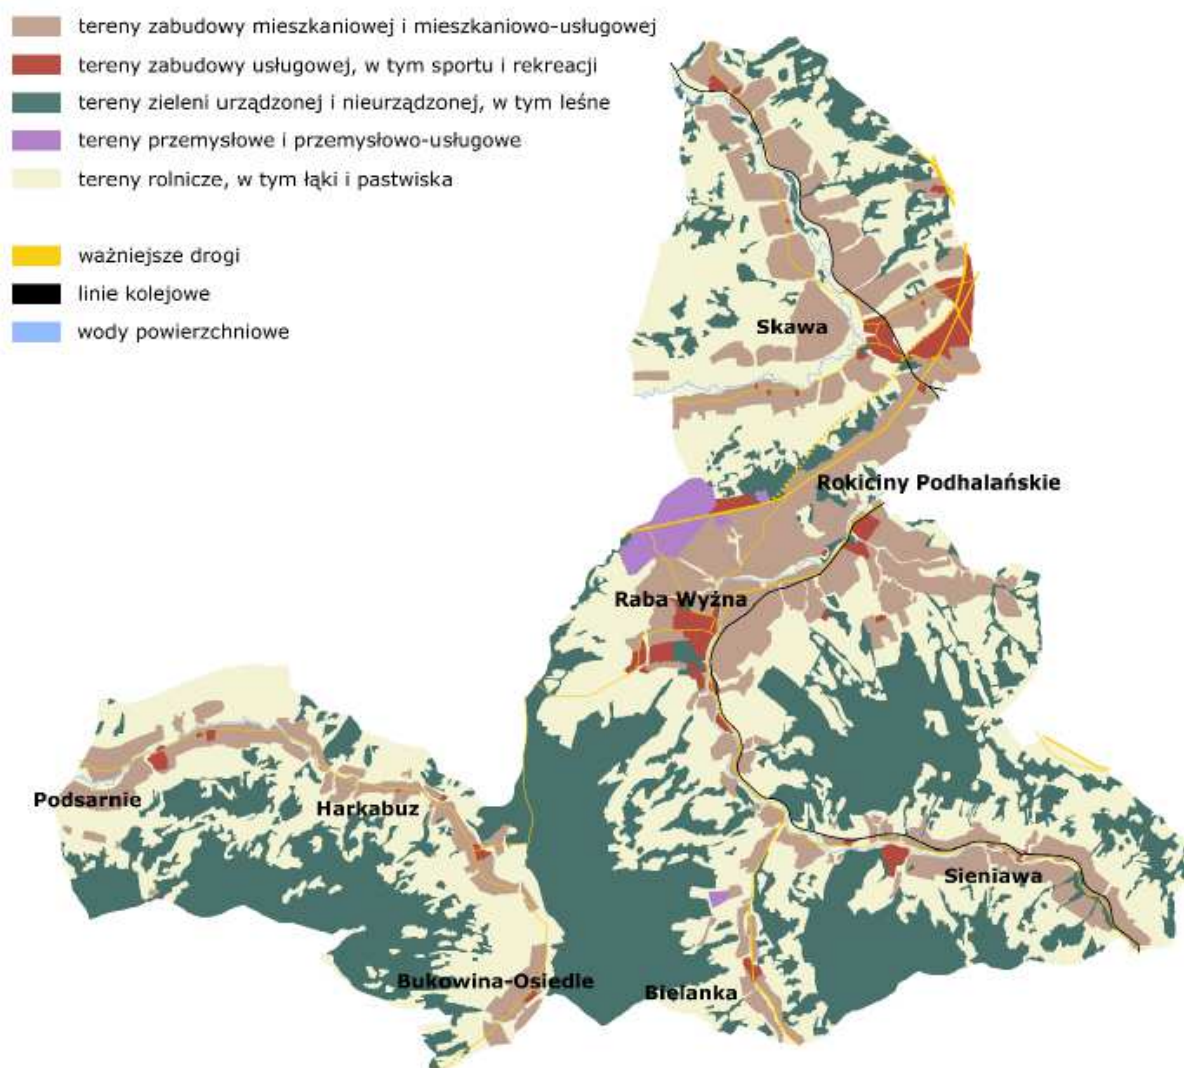 tereny zabudowy mieszkaniowej i mieszkaniowo-usługowej
tereny zabudowy usługowej, w tym sportu i rekreacji
tereny zieleni urządzonej i nieurządzonej, w tym leśne
tereny przemysłowe i przemysłowo-usługowe
tereny rolnicze, w tym łąki i pastwiska
ważniejsze drogi
linie kolejowe
wody powierzchniowe
Skawa
Rokiciny Podhalańskie
Raba Wyżna
Podsarnie
Harkabuz
Sieniawa
Bukowina-Osiedle
Bielanka